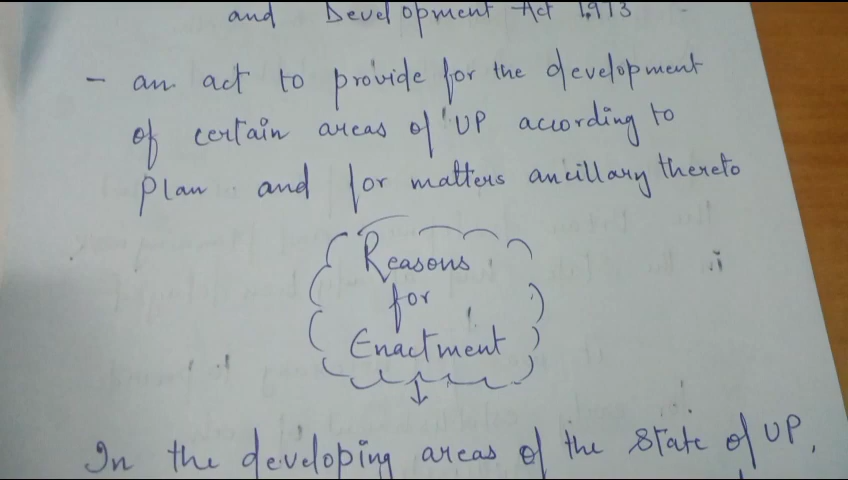 and Development Act 1973
- an act to provide for the development
of certain areas of UP according to
plan and for matters ancillary thereto
Reasons
for
Enactment
In the developing areas of the State of UP,